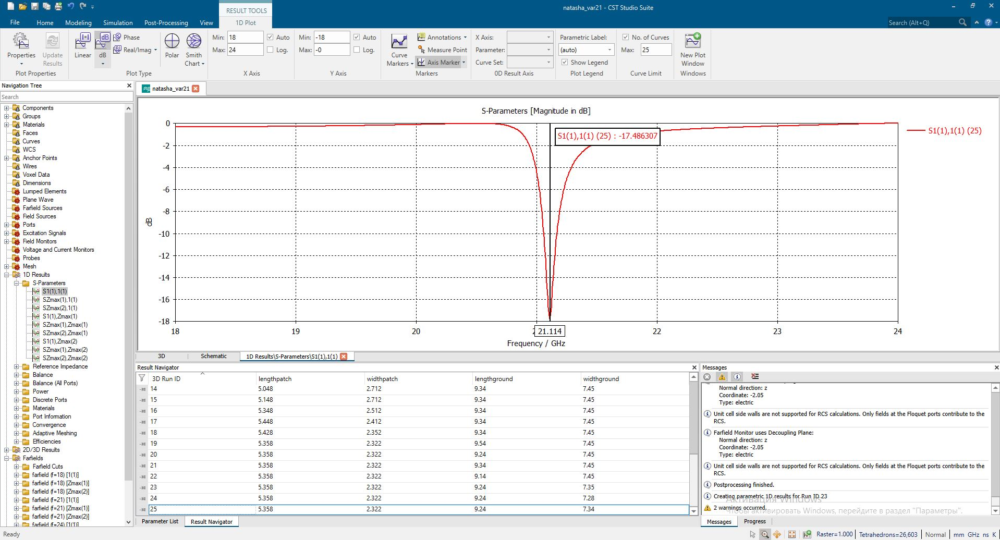 natasha_var21 - CST Studio Suite
RESULT TOOLS
File Home Modeling Simulation Post-Processing View 1D Plot Search (Alt+Q)
Properties
Update Results
Plot Properties
Linear
dB
Phase
Real/Imag
Polar
Smith Chart
Plot Type
Min: 18 Auto
Max: 24 Log.
X Axis
Min: -18 Auto
Max: -0 Log.
Y Axis
Curve Markers
Annotations
Measure Point
Axis Marker
Markers
X Axis:
Parameter:
Curve Set:
0D Result Axis
Parametric Label:
(auto)
Show Legend
Plot Legend
No. of Curves
Max: 25
Curve Limit
New Plot Window
Windows
Navigation Tree
Search
Components
Groups
Materials
Faces
Curves
WCS
Anchor Points
Wires
Voxel Data
Dimensions
Lumped Elements
Plane Wave
Farfield Sources
Field Sources
Ports
Excitation Signals
Field Monitors
Voltage and Current Monitors
Probes
Mesh
1D Results
S-Parameters
S1(1),1(1)
SZmax(1),1(1)
SZmax(2),1(1)
S1(1),Zmax(1)
SZmax(1),Zmax(1)
SZmax(2),Zmax(1)
S1(1),Zmax(2)
SZmax(1),Zmax(2)
SZmax(2),Zmax(2)
Reference Impedance
Balance
Balance (All Ports)
Power
Discrete Ports
Materials
Port Information
Convergence
Adaptive Meshing
Efficiencies
2D/3D Results
Farfields
Farfield Cuts
farfield (f=18) [1(1)]
farfield (f=18) [Zmax(1)]
farfield (f=18) [Zmax(2)]
farfield (f=21) [1(1)]
farfield (f=21) [Zmax(1)]
farfield (f=21) [Zmax(2)]
farfield (f=24) [1(1)]
natasha_var21
S-Parameters [Magnitude in dB]
S1(1),1(1) (25) : -17.486307
S1(1),1(1) (25)
0
-2
-4
-6
-8
-10
-12
-14
-16
-18
dB
18 19 20 21.114 22 23 24
Frequency / GHz
3D Schematic 1D Results\S-Parameters\S1(1),1(1)
Result Navigator
3D Run ID lengthpatch widthpatch lengthground widthground
14 5.048 2.712 9.34 7.45
15 5.148 2.712 9.34 7.45
16 5.348 2.512 9.34 7.45
17 5.448 2.412 9.34 7.45
18 5.428 2.352 9.34 7.45
19 5.358 2.322 9.54 7.45
20 5.358 2.322 9.24 7.45
21 5.358 2.322 9.34 7.45
22 5.358 2.322 9.14 7.45
23 5.358 2.322 9.24 7.35
24 5.358 2.322 9.24 7.28
25 5.358 2.322 9.24 7.34
Parameter List Result Navigator
Messages
Normal direction: z
Coordinate: -2.05
Type: electric
Unit cell side walls are not supported for RCS calculations. Only fields at the Floquet ports contribute to the
RCS.
Farfield Monitor uses Decoupling Plane:
Normal direction: z
Coordinate: -2.05
Type: electric
Unit cell side walls are not supported for RCS calculations. Only fields at the Floquet ports contribute to the
RCS.
Postprocessing finished.
Creating parametric 1D results for Run ID 23
Активация Windows
2 warnings occurred.
Чтобы активировать Windows, перейдите в раздел "Параметры".
Messages Progress
Ready
Raster=1.000 Tetrahedrons=26,603 Normal mm GHz ns K